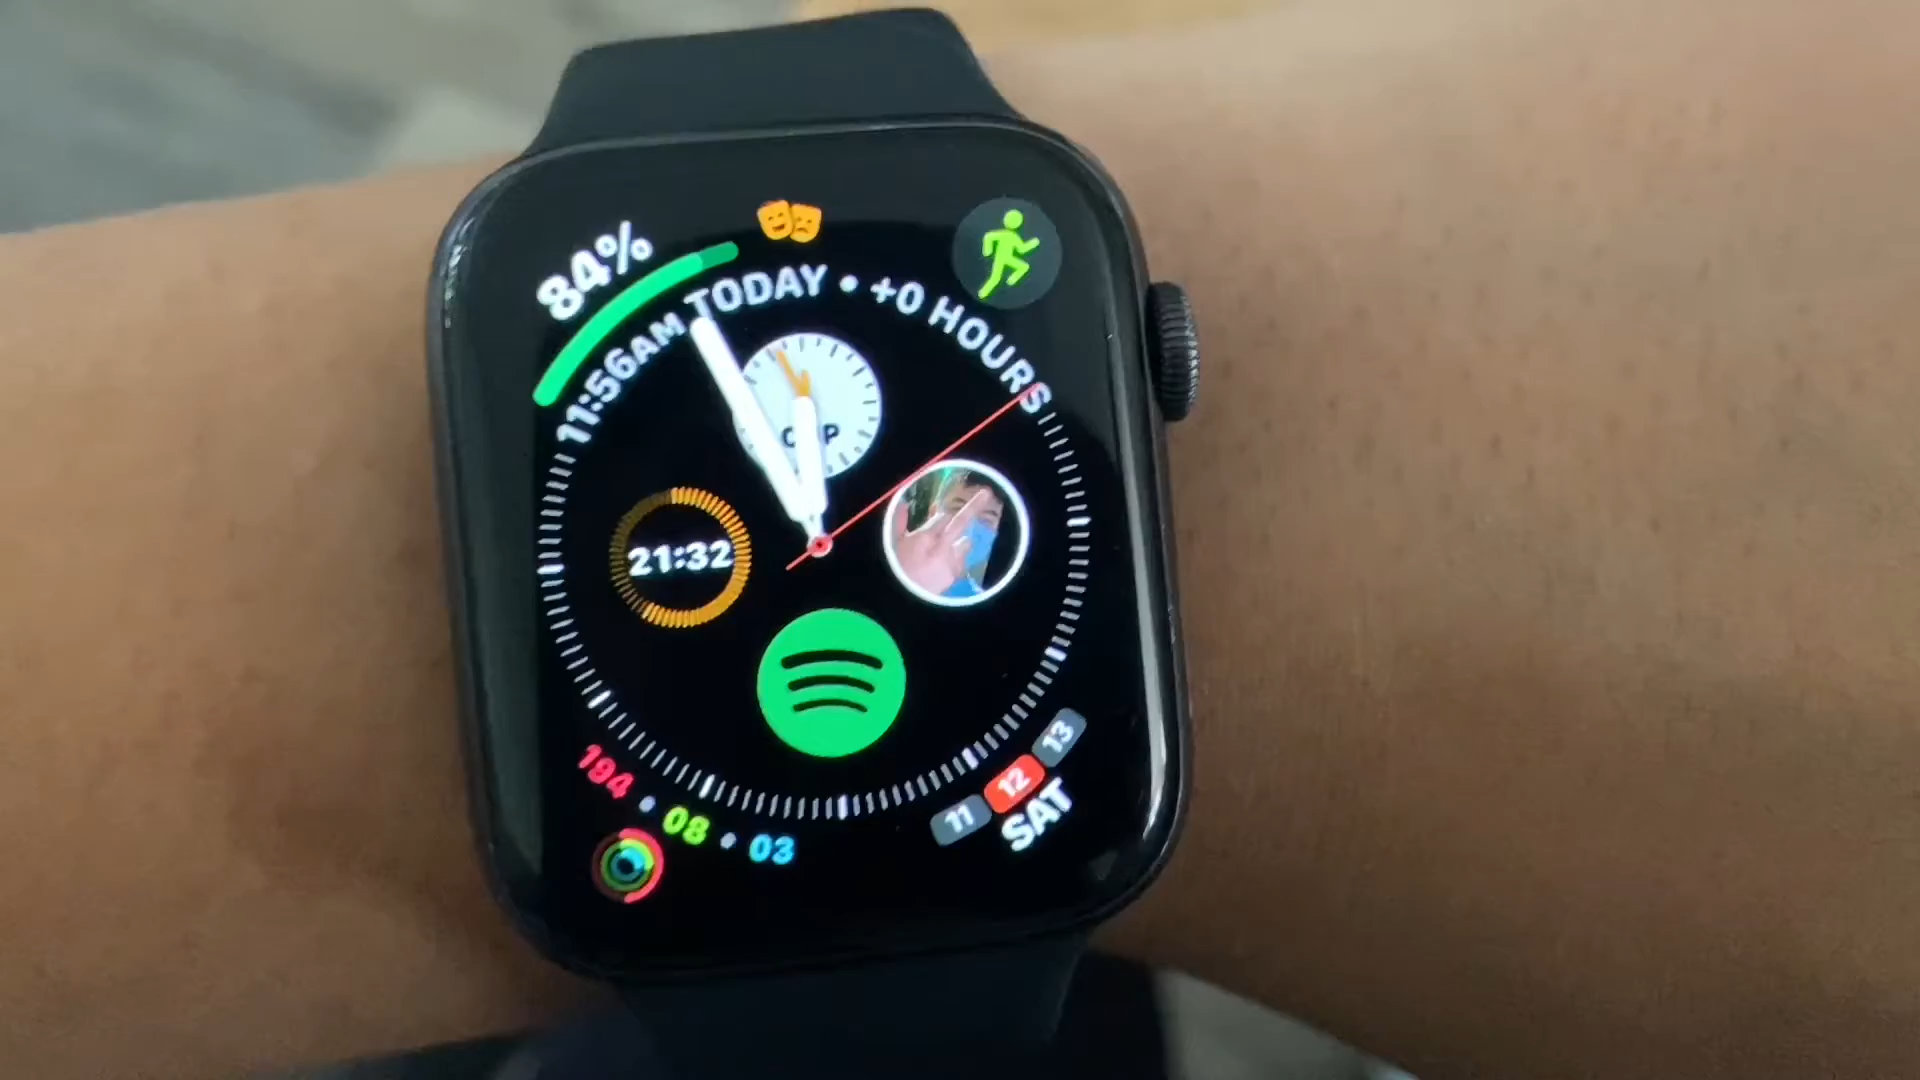 84%
11:56AM TODAY • +0 HOURS
21:32
194 • 08 • 03
11 12 13
SAT